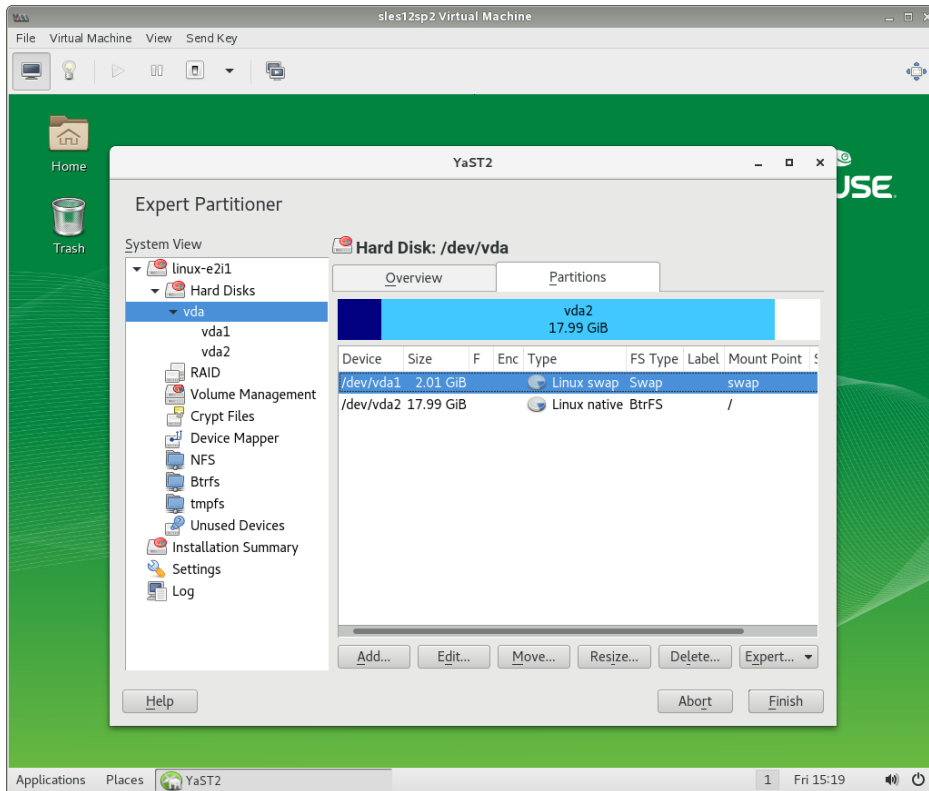 sles12sp2 Virtual Machine
File Virtual Machine View Send Key
Home
Trash
USE
YaST2
Expert Partitioner
System View
linux-e2i1
Hard Disks
vda
vda1
vda2
RAID
Volume Management
Crypt Files
Device Mapper
NFS
Btrfs
tmpfs
Unused Devices
Installation Summary
Settings
Log
Hard Disk: /dev/vda
Overview Partitions
vda2
17.99 GiB
Device Size F Enc Type FS Type Label Mount Point S
/dev/vda1 2.01 GiB Linux swap Swap swap
/dev/vda2 17.99 GiB Linux native BtrFS /
Add... Edit... Move... Resize... Delete... Expert...
Help Abort Finish
Applications Places YaST2 1 Fri 15:19